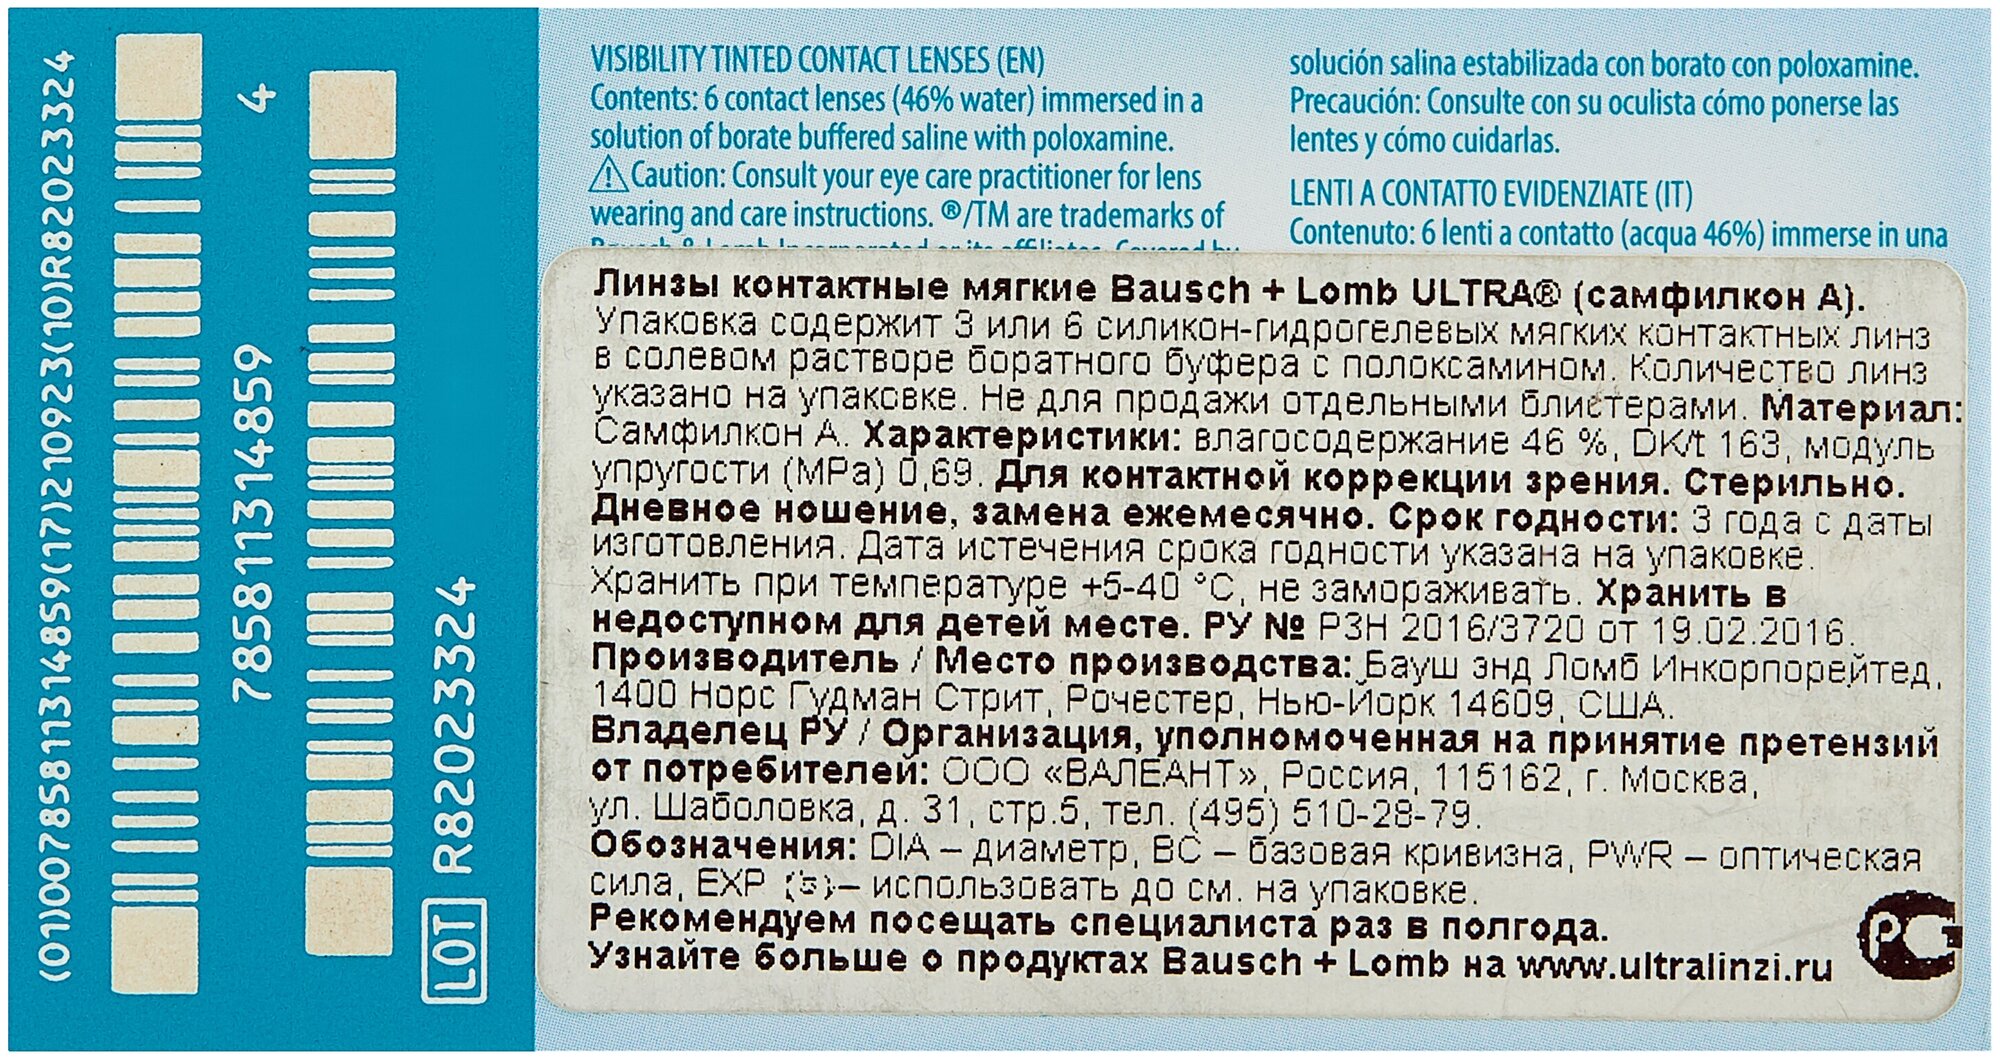 (01)00785811314859(17)210923(10)R82023324
785811314859 4
LOT R82023324
VISIBILITY TINTED CONTACT LENSES (EN)
Contents: 6 contact lenses (46% water) immersed in a
solution of borate buffered saline with poloxamine.
Caution: Consult your eye care practitioner for lens
wearing and care instructions. ®/TM are trademarks of
Bausch & Lomb Incorporated or its affiliates. Covered by
solución salina estabilizada con borato con poloxamine.
Precaución: Consulte con su oculista cómo ponerse las
lentes y cómo cuidarlas.
LENTI A CONTATTO EVIDENZIATE (IT)
Contenuto: 6 lenti a contatto (acqua 46%) immerse in una
Линзы контактные мягкие Bausch + Lomb ULTRA® (самфилкон А).
Упаковка содержит 3 или 6 силикон-гидрогелевых мягких контактных линз
в солевом растворе боратного буфера с полоксамином. Количество линз
указано на упаковке. Не для продажи отдельными блистерами. Материал:
Самфилкон А. Характеристики: влагосодержание 46 %, DK/t 163, модуль
упругости (MPa) 0,69. Для контактной коррекции зрения. Стерильно.
Дневное ношение, замена ежемесячно. Срок годности: 3 года с даты
изготовления. Дата истечения срока годности указана на упаковке.
Хранить при температуре +5-40 °C, не замораживать. Хранить в
недоступном для детей месте. РУ № РЗН 2016/3720 от 19.02.2016.
Производитель / Место производства: Бауш энд Ломб Инкорпорейтед,
1400 Норс Гудман Стрит, Рочестер, Нью-Йорк 14609, США.
Владелец РУ / Организация, уполномоченная на принятие претензий
от потребителей: ООО «ВАЛЕАНТ», Россия, 115162, г. Москва,
ул. Шаболовка, д. 31, стр.5, тел. (495) 510-28-79.
Обозначения: DIA – диаметр, BC – базовая кривизна, PWR – оптическая
сила, EXP – использовать до см. на упаковке.
Рекомендуем посещать специалиста раз в полгода.
Узнайте больше о продуктах Bausch + Lomb на www.ultralinzi.ru